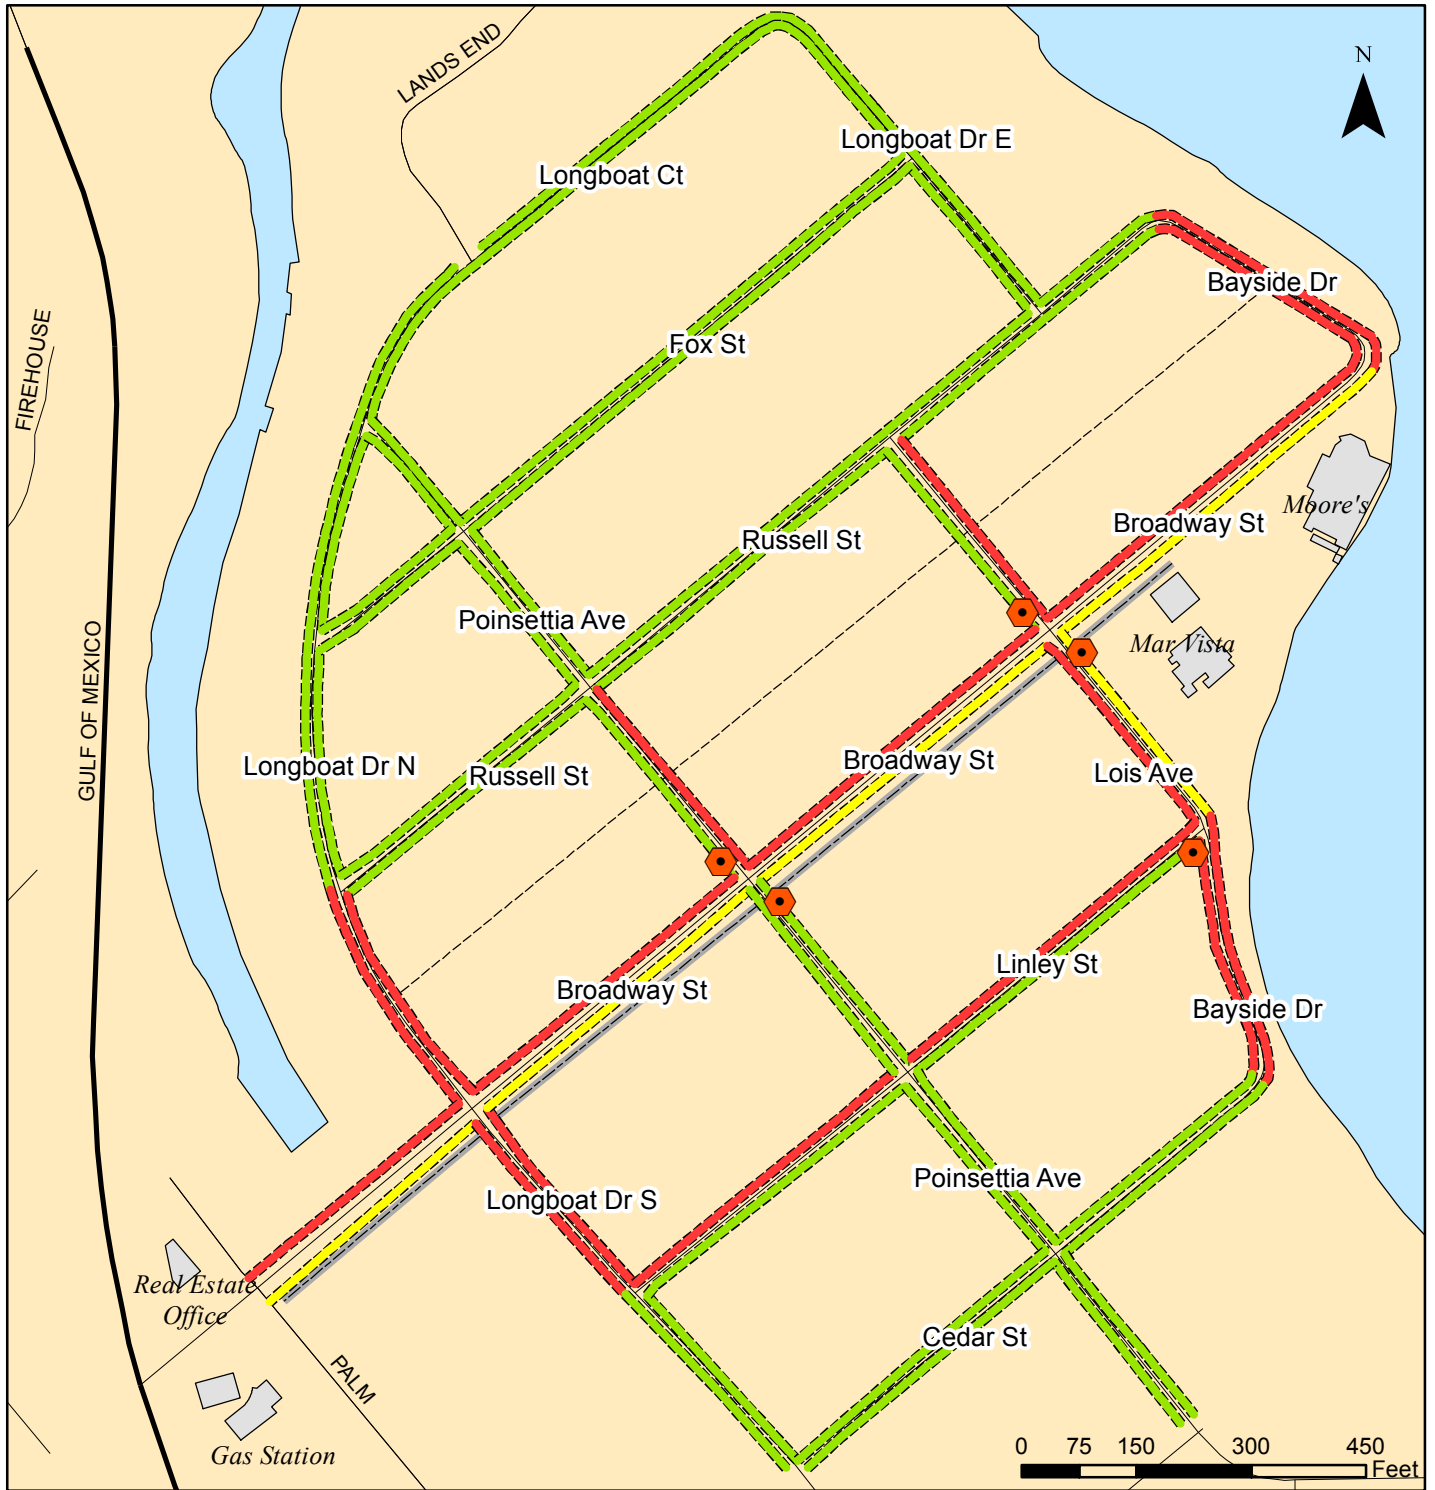 LANDS END
N
Longboat Dr E
Longboat Ct
Bayside Dr
FIREHOUSE
Fox St
Moore's
Broadway St
Russell St
Poinsettia Ave
Mar Vista
GULF OF MEXICO
Longboat Dr N
Russell St
Broadway St
Lois Ave
Linley St
Broadway St
Bayside Dr
Poinsettia Ave
Longboat Dr S
Real Estate
Office
Cedar St
PALM
Gas Station
0 75 150 300 450
Feet